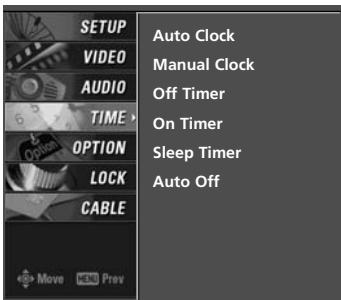 SETUP
VIDEO
AUDIO
TIME
OPTION
LOCK
CABLE
Move MENU Prev
Auto Clock
Manual Clock
Off Timer
On Timer
Sleep Timer
Auto Off
Option